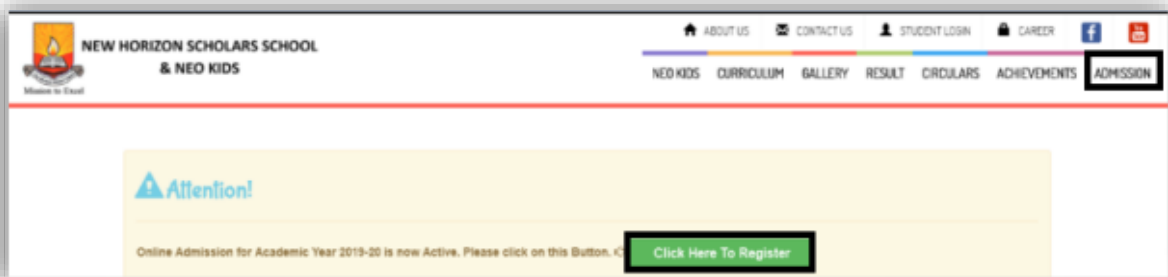 ABOUT US CONTACT US STUDENT LOGIN CAREER
NEW HORIZON SCHOLARS SCHOOL
& NEO KIDS
Mission to Excel
NEO KIDS CURRICULUM GALLERY RESULT CIRCULARS ACHIEVEMENTS ADMISSION
Attention!
Online Admission for Academic Year 2019-20 is now Active. Please click on this Button. Click Here To Register